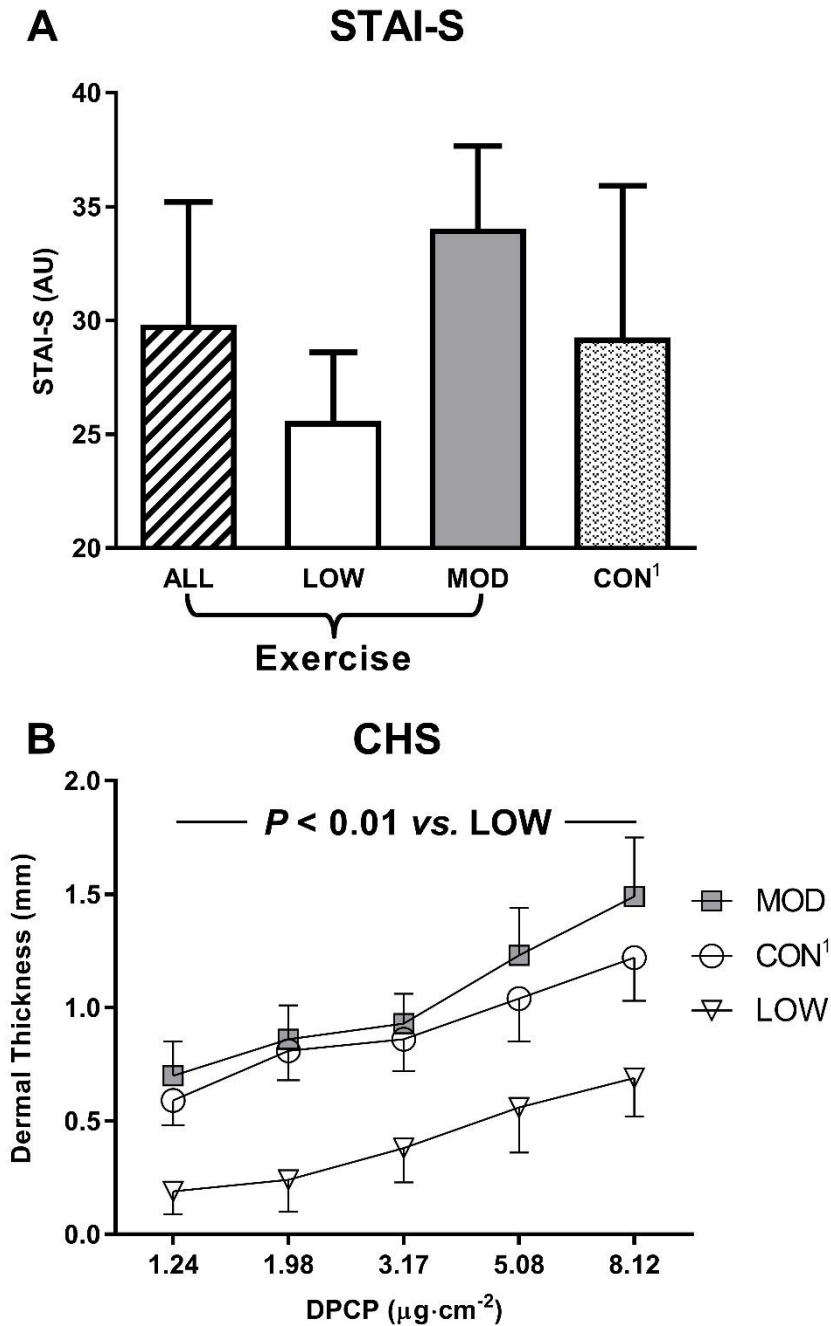 A STAI-S
40
35
30
25
20
STAI-S (AU)
ALL LOW MOD CON¹
Exercise
B CHS
2.0
1.5
1.0
0.5
0.0
Dermal Thickness (mm)
P < 0.01 vs. LOW
MOD
CON¹
LOW
1.24 1.98 3.17 5.08 8.12
DPCP (μg·cm⁻²)